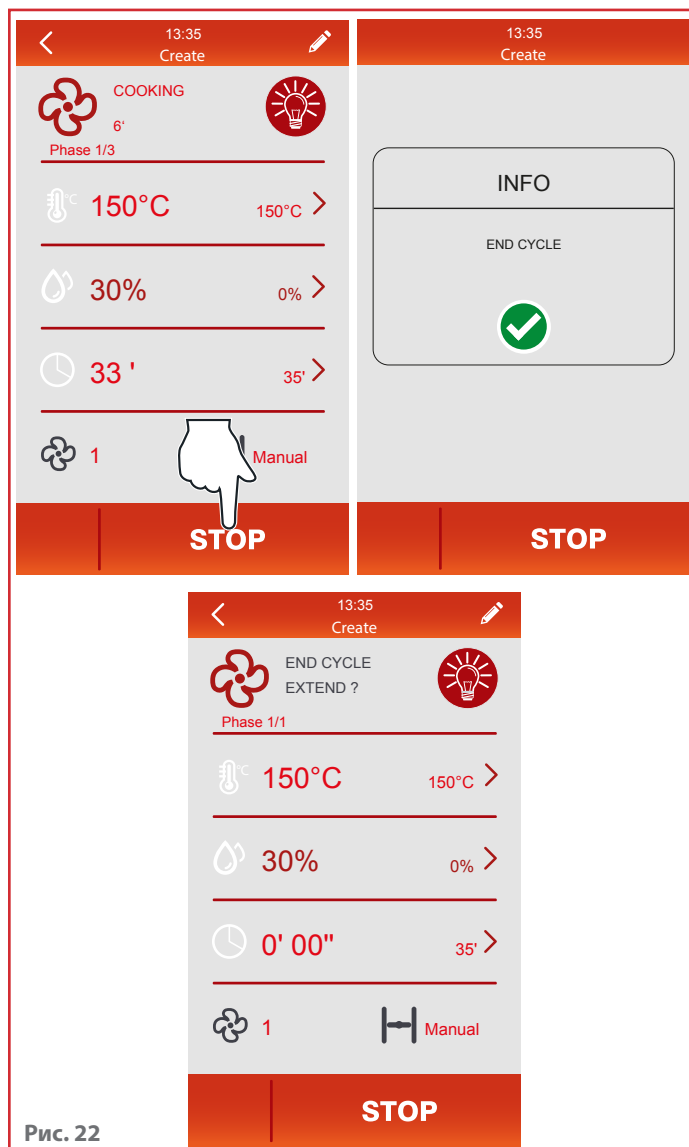 13:35
Create
COOKING
6'
Phase 1/3
°C
150°C 150°C
30% 0%
33 ' 35'
1 Manual
STOP
13:35
Create
INFO
END CYCLE
STOP
13:35
Create
END CYCLE
EXTEND ?
Phase 1/1
°C
150°C 150°C
30% 0%
0' 00" 35'
1 Manual
STOP
Рис. 22